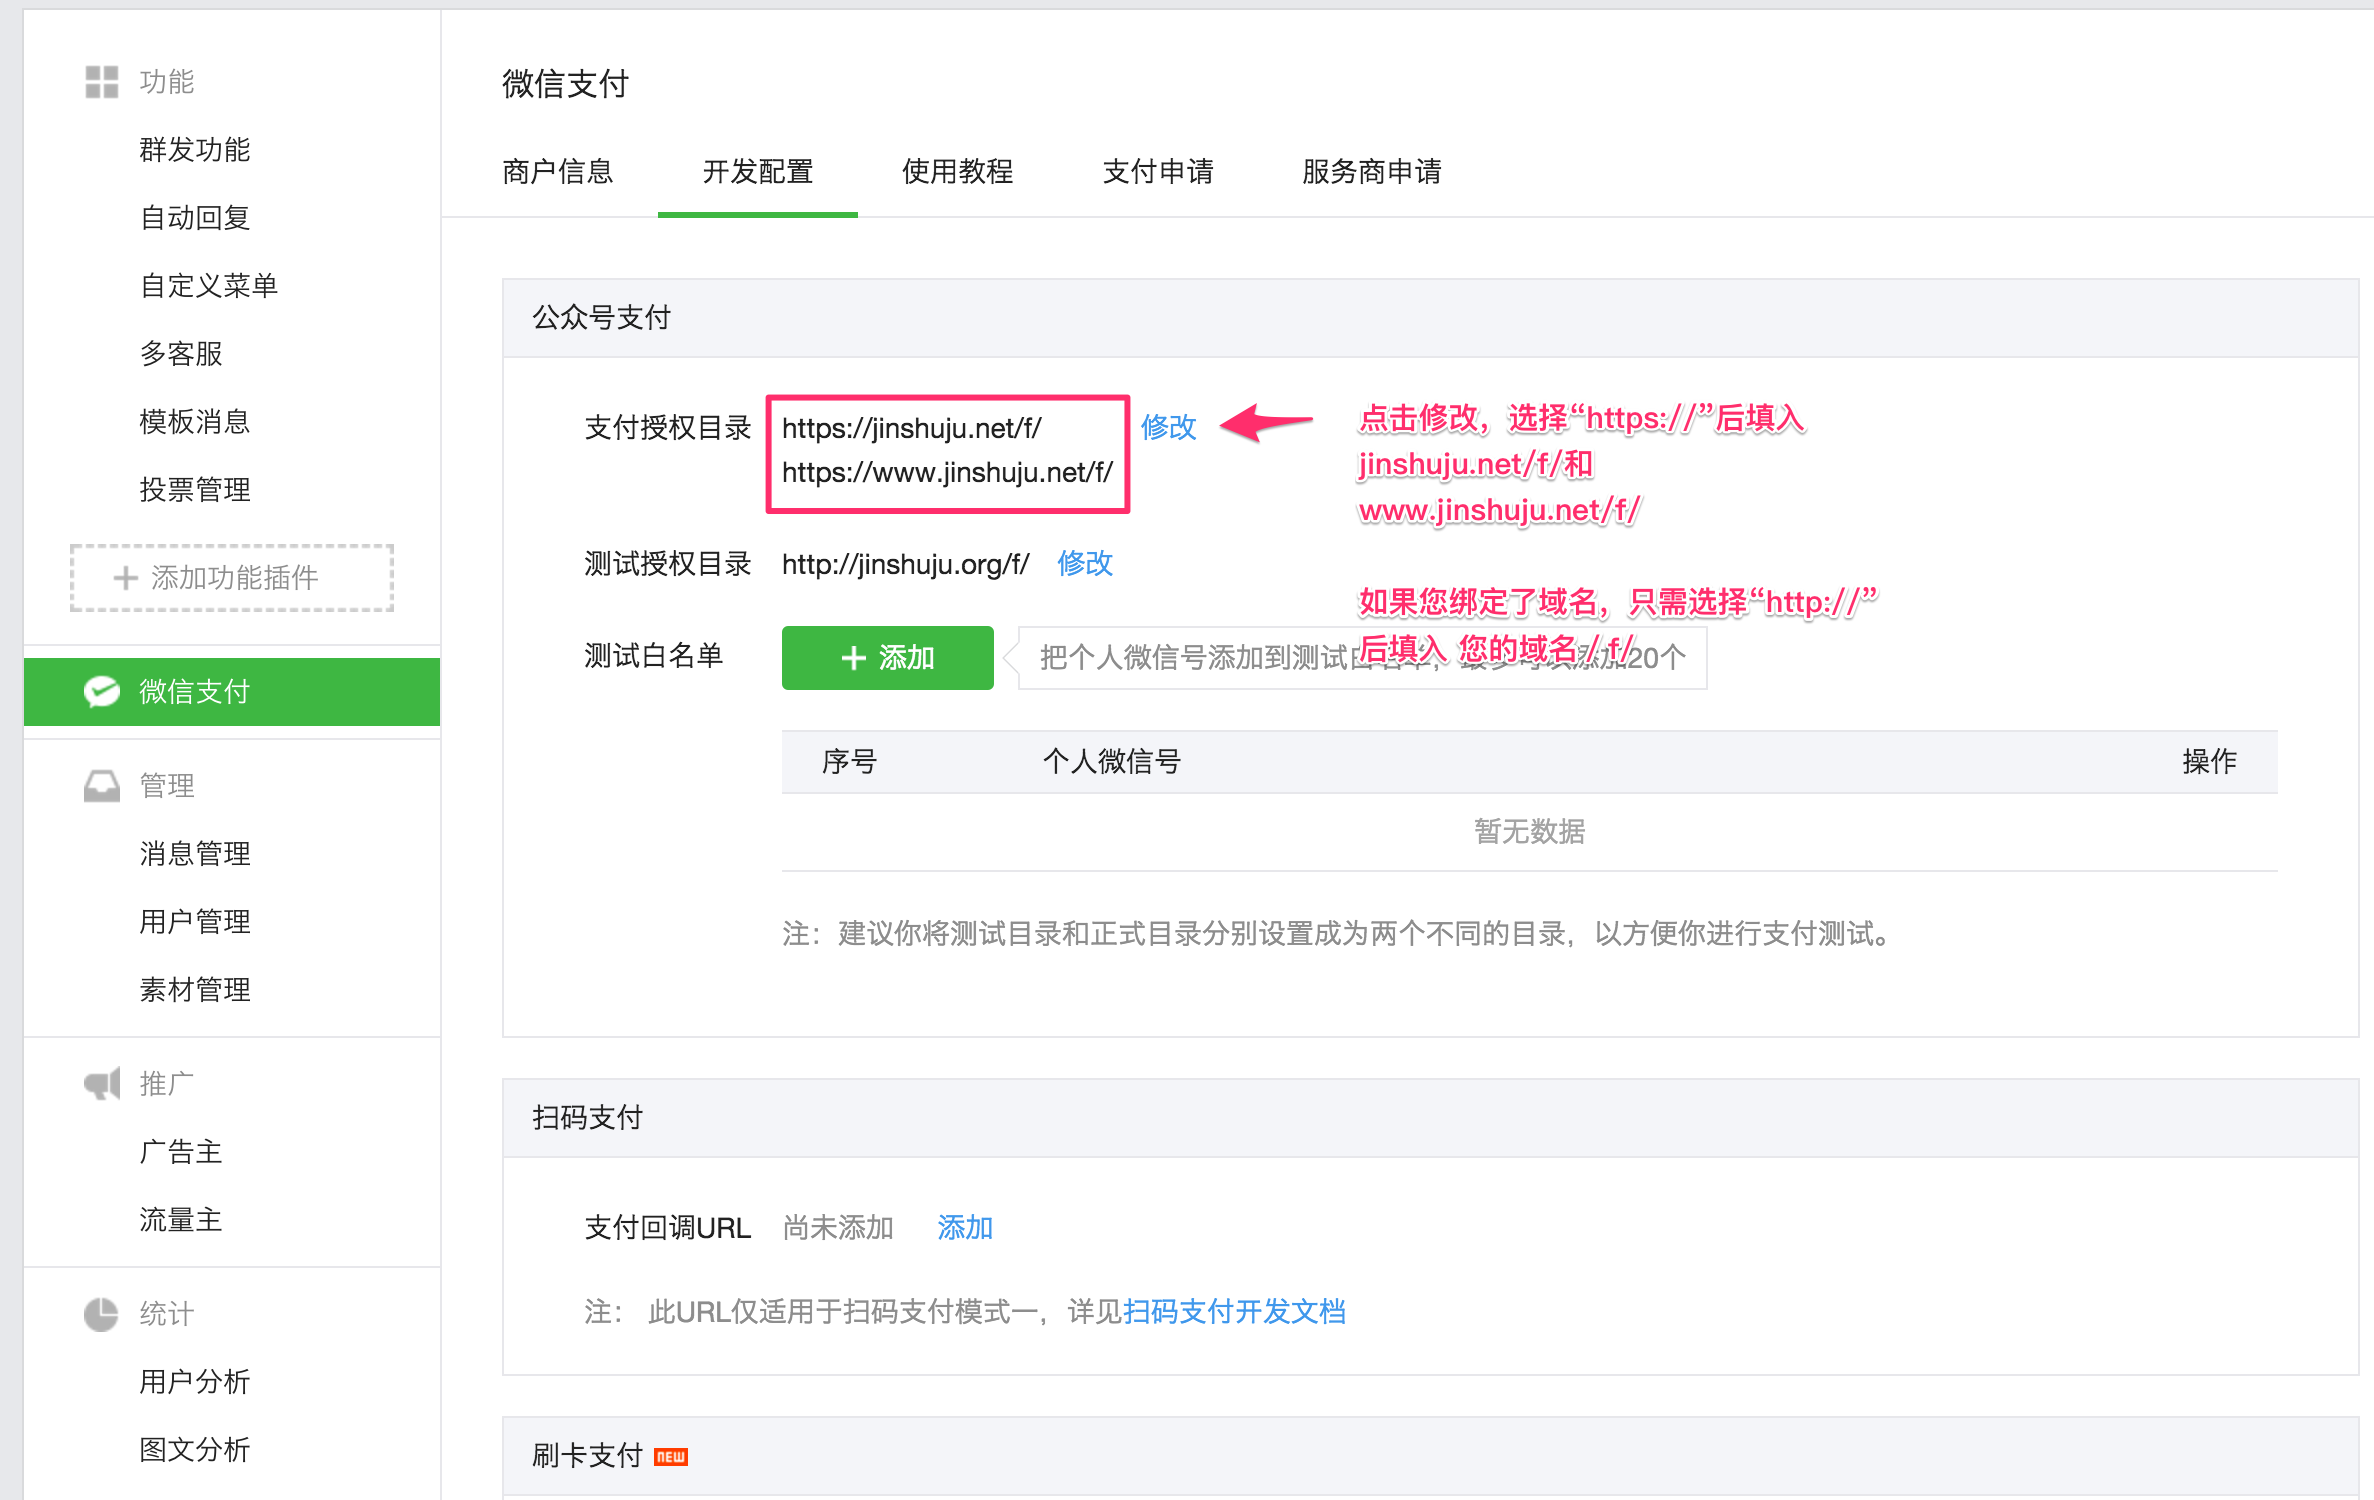 功能
群发功能
自动回复
自定义菜单
多客服
模板消息
投票管理
添加功能插件
微信支付
管理
消息管理
用户管理
素材管理
推广
广告主
流量主
统计
用户分析
图文分析
微信支付
商户信息 开发配置 使用教程 支付申请 服务商申请
公众号支付
支付授权目录 https://jinshuju.net/f/ 修改
https://www.jinshuju.net/f/
点击修改，选择“https://”后填入
jinshuju.net/f/和
www.jinshuju.net/f/
测试授权目录 http://jinshuju.org/f/ 修改
如果您绑定了域名，只需选择“http://”
后填入 您的域名/ f/
测试白名单 + 添加 把个人微信号添加到测试白名单，最多可以添加20个
序号 个人微信号 操作
暂无数据
注：建议你将测试目录和正式目录分别设置成为两个不同的目录，以方便你进行支付测试。
扫码支付
支付回调URL 尚未添加 添加
注： 此URL仅适用于扫码支付模式一，详见扫码支付开发文档
刷卡支付 NEW